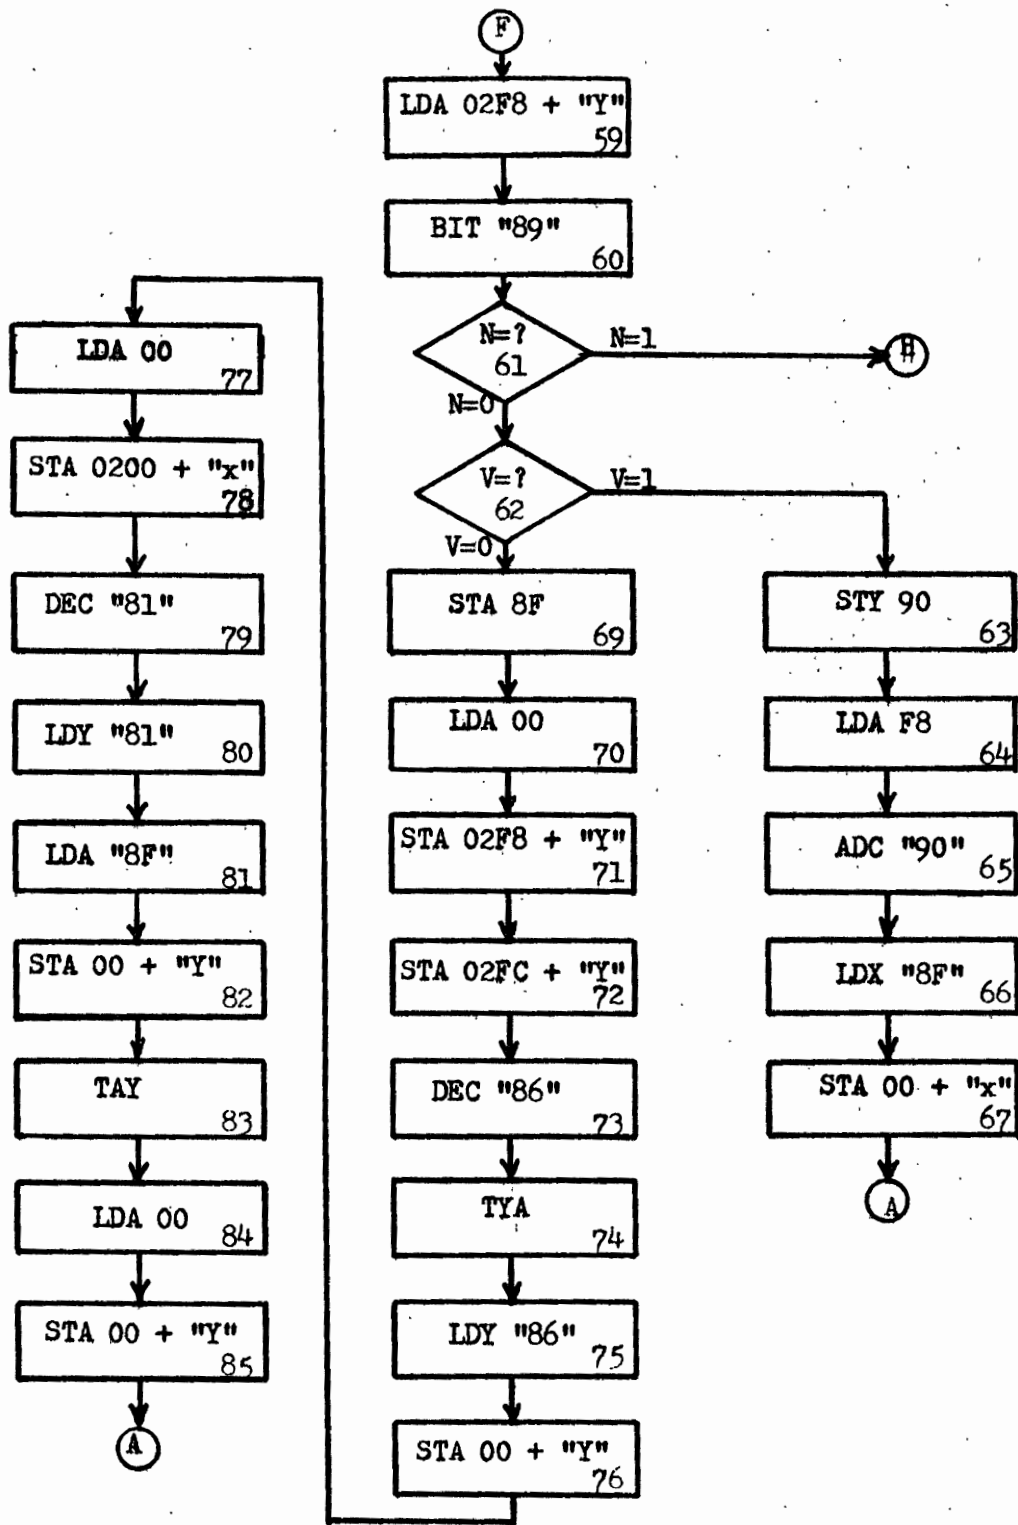 F
LDA 02F8 + "Y"
59
BIT "89"
60
N=?
61
N=1
H
N=0
V=?
62
V=1
V=0
STY 90
63
LDA F8
64
ADC "90"
65
LDX "8F"
66
STA 00 + "x"
67
A
STA 8F
69
LDA 00
70
STA 02F8 + "Y"
71
STA 02FC + "Y"
72
DEC "86"
73
TYA
74
LDY "86"
75
STA 00 + "Y"
76
LDA 00
77
STA 0200 + "x"
78
DEC "81"
79
LDY "81"
80
LDA "8F"
81
STA 00 + "Y"
82
TAY
83
LDA 00
84
STA 00 + "Y"
85
A